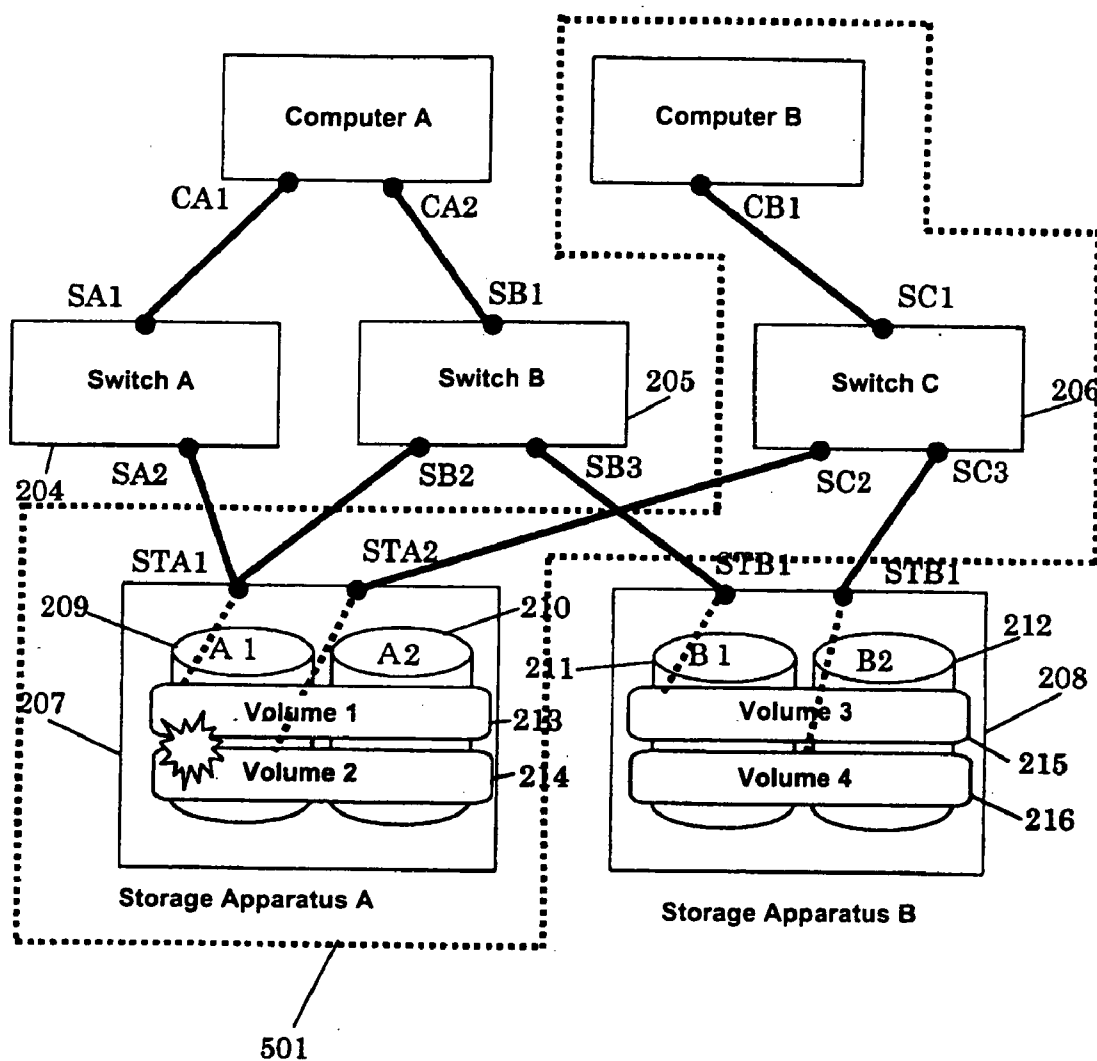 Computer A
Computer B
CA1
CA2
CB1
SA1
SB1
SC1
Switch A
Switch B
205
Switch C
206
204
SA2
SB2
SB3
SC2
SC3
STA1
STA2
STB1
STB1
209
210
211
212
A1
A2
B1
B2
207
208
Volume 1
213
Volume 3
215
Volume 2
214
Volume 4
216
Storage Apparatus A
Storage Apparatus B
501